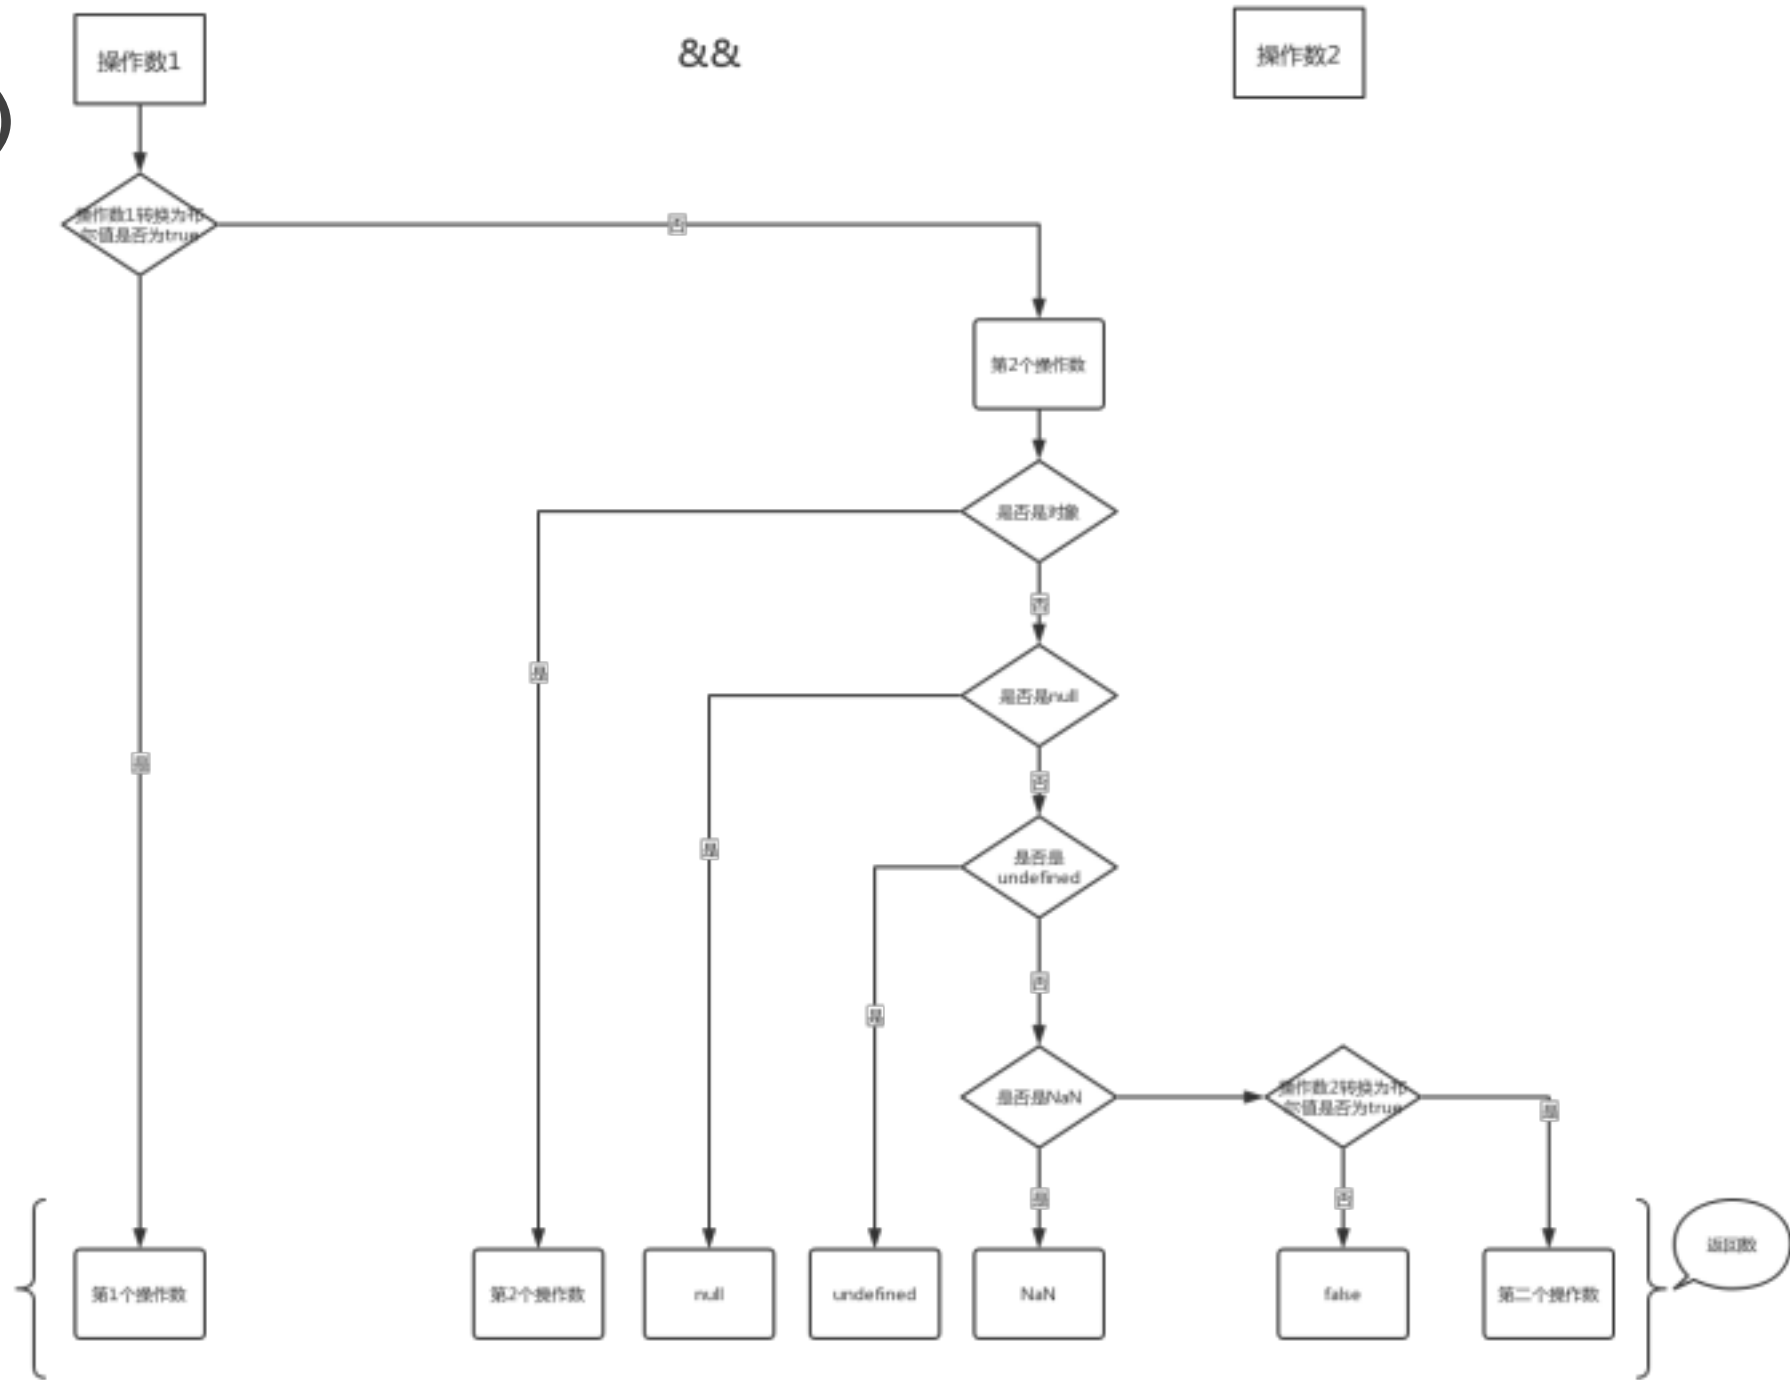 操作数1
&&
操作数2
操作数1转换为布
尔值是否为true
否
第2个操作数
是否是对象
否
是
是否是null
是
否
是
是否是
undefined
否
是
是否是NaN
操作数2转换为布
尔值是否为true
是
是
否
返回数
第1个操作数
第2个操作数
null
undefined
NaN
false
第二个操作数